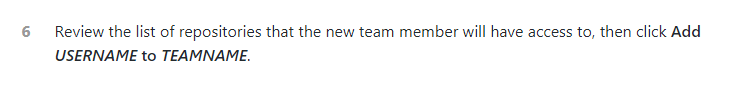 6 Review the list of repositories that the new team member will have access to, then click Add
USERNAME to TEAMNAME.